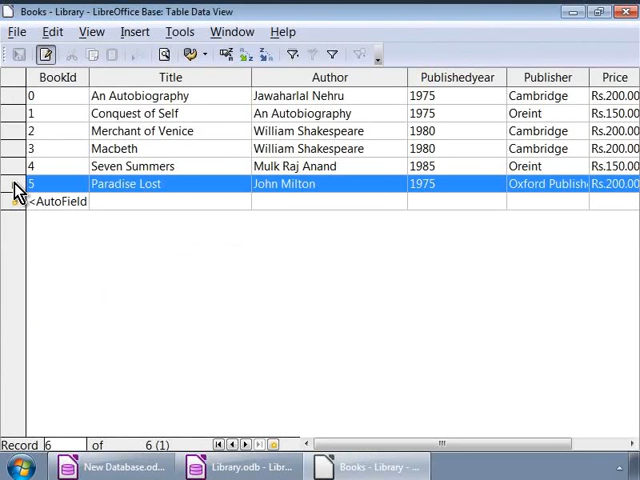 Books - Library - LibreOffice Base: Table Data View
File Edit View Insert Tools Window Help
BookId Title Author Publishedyear Publisher Price
0 An Autobiography Jawaharlal Nehru 1975 Cambridge Rs.200.00
1 Conquest of Self An Autobiography 1975 Oreint Rs.150.00
2 Merchant of Venice William Shakespeare 1980 Cambridge Rs.200.00
3 Macbeth William Shakespeare 1980 Cambridge Rs.200.00
4 Seven Summers Mulk Raj Anand 1985 Oreint Rs.150.00
5 Paradise Lost John Milton 1975 Oxford Publish Rs.200.00
<AutoField
Record 6 of 6 (1)
New Database.od... Library.odb - Libr... Books - Library - ...